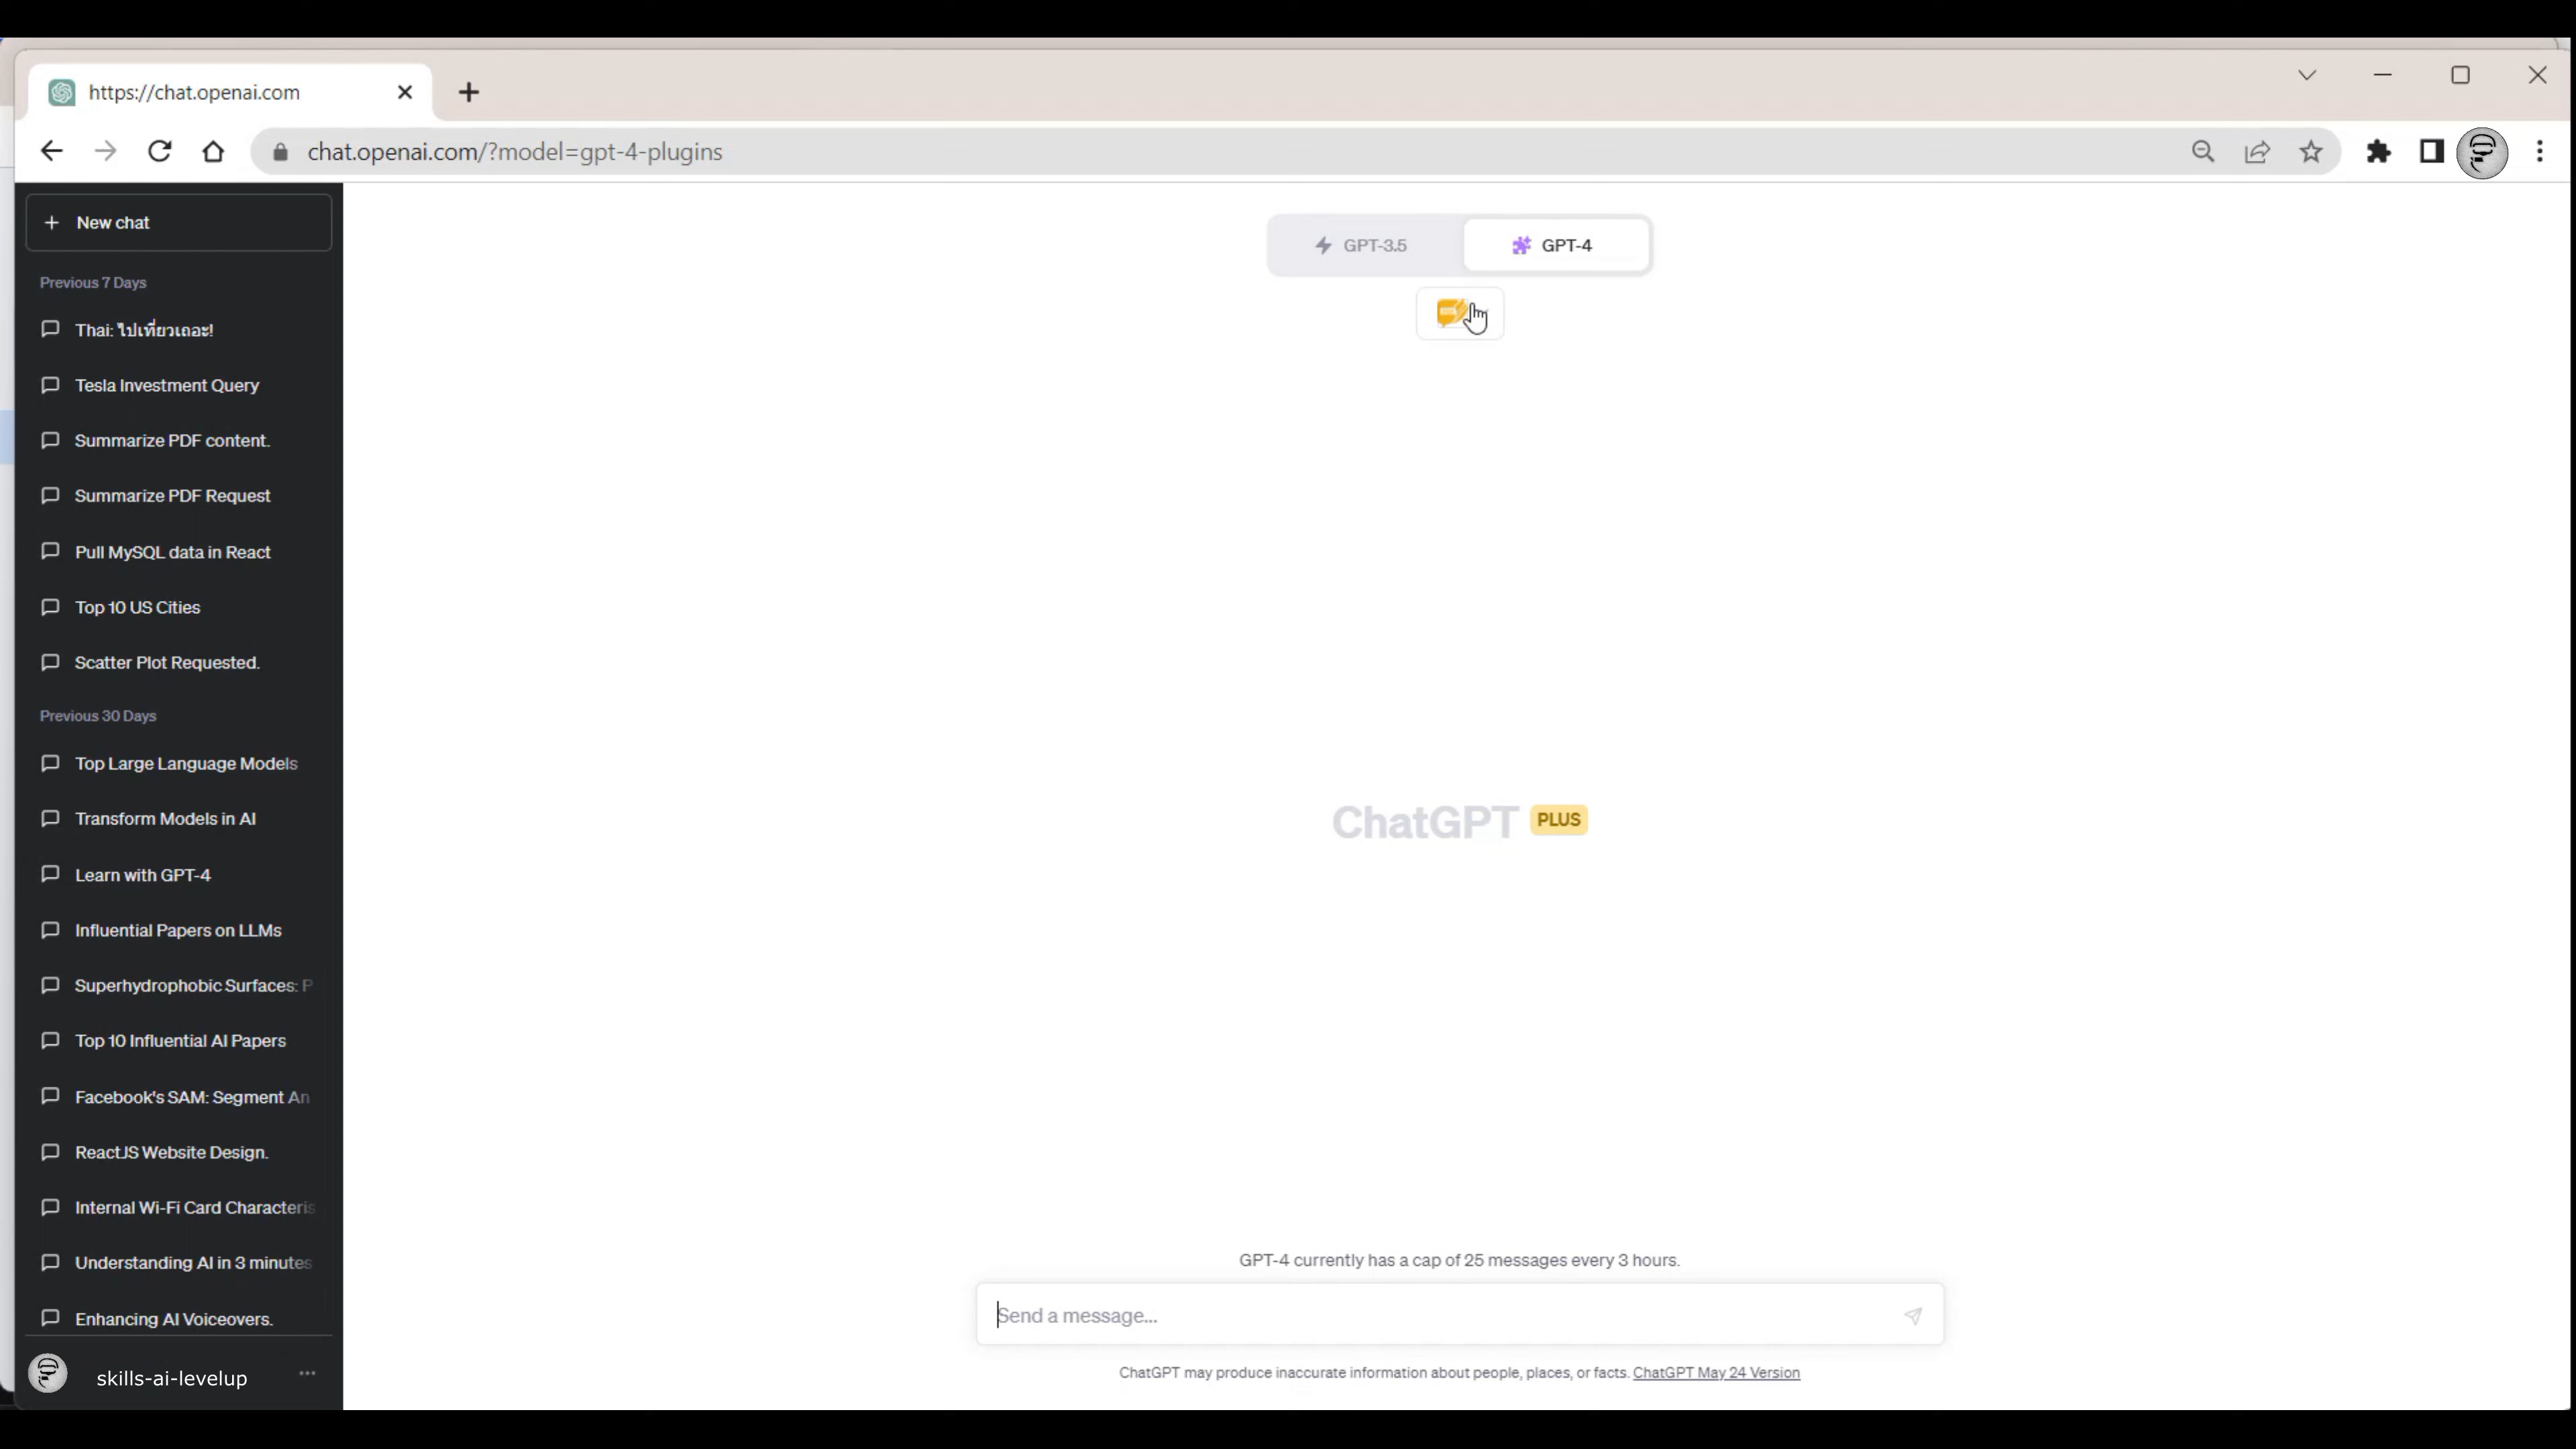 https://chat.openai.com
chat.openai.com/?model=gpt-4-plugins
New chat
Previous 7 Days
Thai: ไปเที่ยวเถอะ!
Tesla Investment Query
Summarize PDF content.
Summarize PDF Request
Pull MySQL data in React
Top 10 US Cities
Scatter Plot Requested.
Previous 30 Days
Top Large Language Models
Transform Models in AI
Learn with GPT-4
Influential Papers on LLMs
Superhydrophobic Surfaces: P
Top 10 Influential AI Papers
Facebook's SAM: Segment An
ReactJS Website Design.
Internal Wi-Fi Card Characteris
Understanding AI in 3 minutes
Enhancing AI Voiceovers.
skills-ai-levelup
GPT-3.5
GPT-4
ChatGPT PLUS
GPT-4 currently has a cap of 25 messages every 3 hours.
Send a message...
ChatGPT may produce inaccurate information about people, places, or facts. ChatGPT May 24 Version